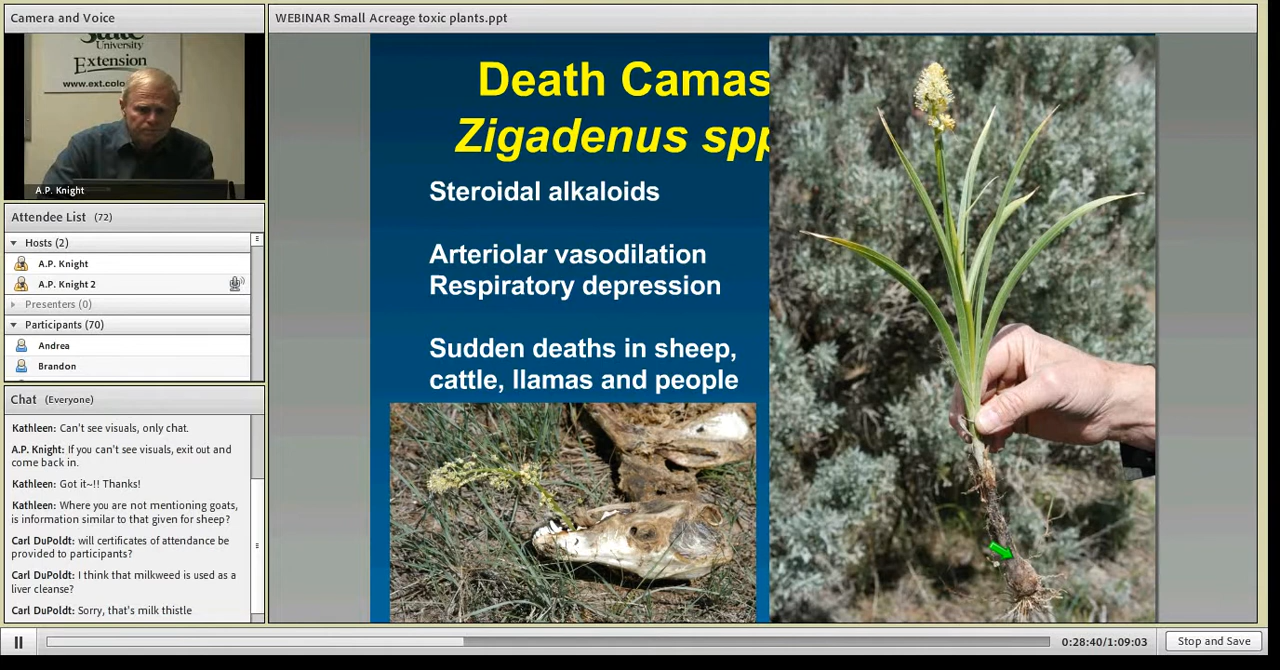 Camera and Voice
WEBINAR Small Acreage toxic plants.ppt
State
University
Extension
www.ext.colo
A.P. Knight
Attendee List (72)
Hosts (2)
A.P. Knight
A.P. Knight 2
Presenters (0)
Participants (70)
Andrea
Brandon
Chat (Everyone)
Kathleen: Can't see visuals, only chat.
A.P. Knight: If you can't see visuals, exit out and
come back in.
Kathleen: Got it~!! Thanks!
Kathleen: Where you are not mentioning goats,
is information similar to that given for sheep?
Carl DuPoldt: will certificates of attendance be
provided to participants?
Carl DuPoldt: I think that milkweed is used as a
liver cleanse?
Carl DuPoldt: Sorry, that's milk thistle
Death Camas
Zigadenus spp
Steroidal alkaloids
Arteriolar vasodilation
Respiratory depression
Sudden deaths in sheep,
cattle, llamas and people
0:28:40/1:09:03
Stop and Save